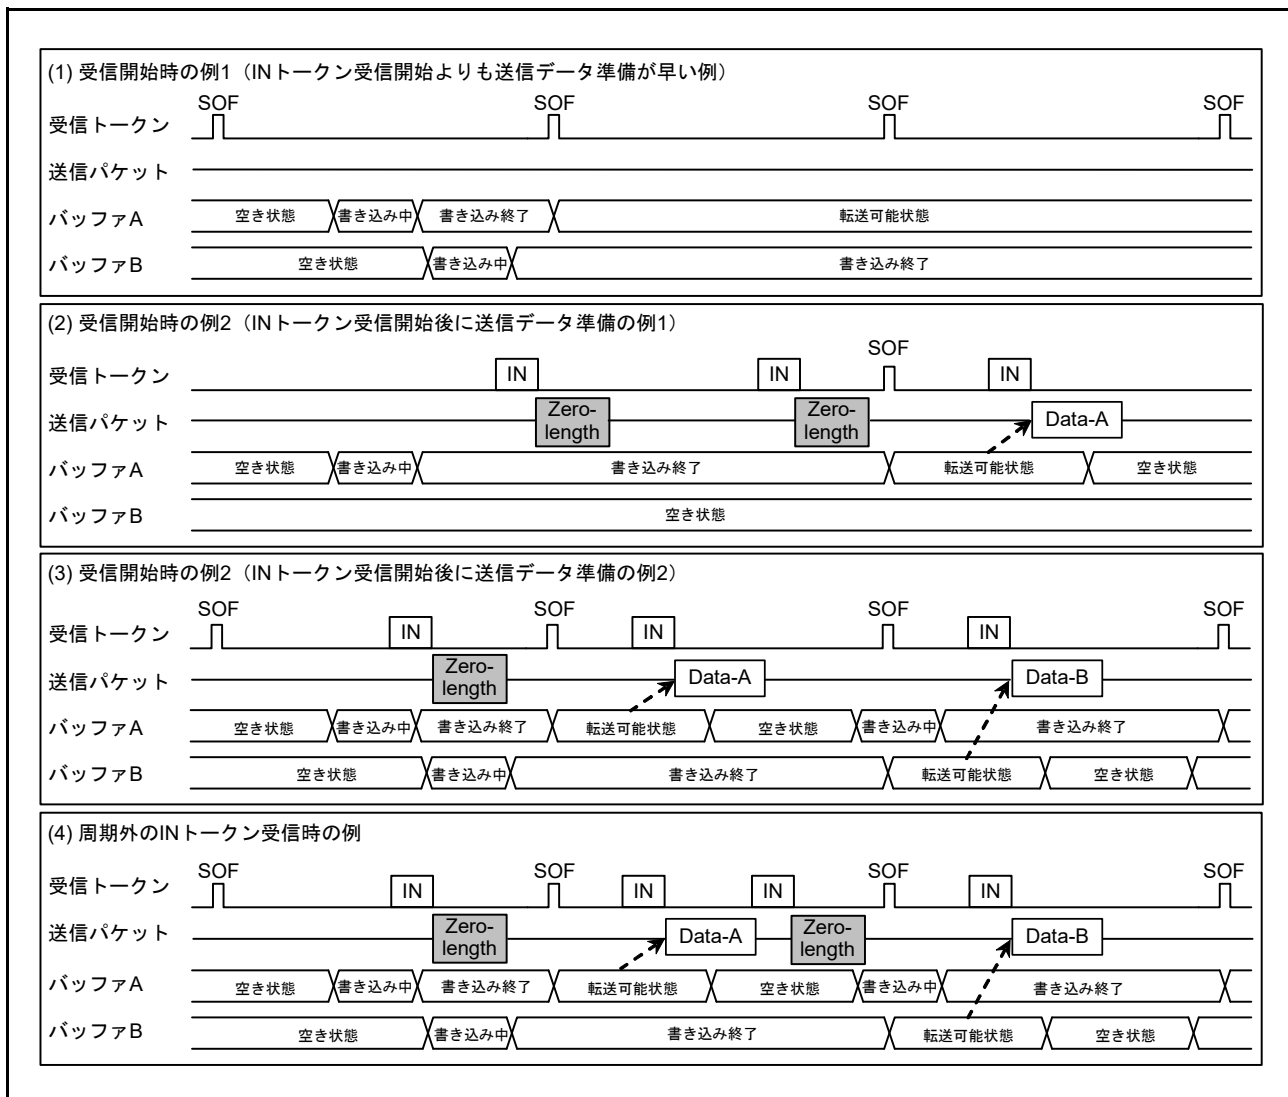 (1) 受信開始時の例1（INトークン受信開始よりも送信データ準備が早い例）
SOF SOF SOF SOF
受信トークン
送信パケット
バッファA 空き状態 書き込み中 書き込み終了 転送可能状態
バッファB 空き状態 書き込み中 書き込み終了
(2) 受信開始時の例2（INトークン受信開始後に送信データ準備の例1）
SOF
受信トークン IN IN IN
送信パケット Zero-length Zero-length Data-A
バッファA 空き状態 書き込み中 書き込み終了 転送可能状態 空き状態
バッファB 空き状態
(3) 受信開始時の例2（INトークン受信開始後に送信データ準備の例2）
SOF SOF SOF SOF
受信トークン IN IN IN
送信パケット Zero-length Data-A Data-B
バッファA 空き状態 書き込み中 書き込み終了 転送可能状態 空き状態 書き込み中 書き込み終了
バッファB 空き状態 書き込み中 書き込み終了 転送可能状態 空き状態
(4) 周期外のINトークン受信時の例
SOF SOF SOF SOF
受信トークン IN IN IN IN
送信パケット Zero-length Data-A Zero-length Data-B
バッファA 空き状態 書き込み中 書き込み終了 転送可能状態 空き状態 書き込み中 書き込み終了
バッファB 空き状態 書き込み中 書き込み終了 転送可能状態 空き状態